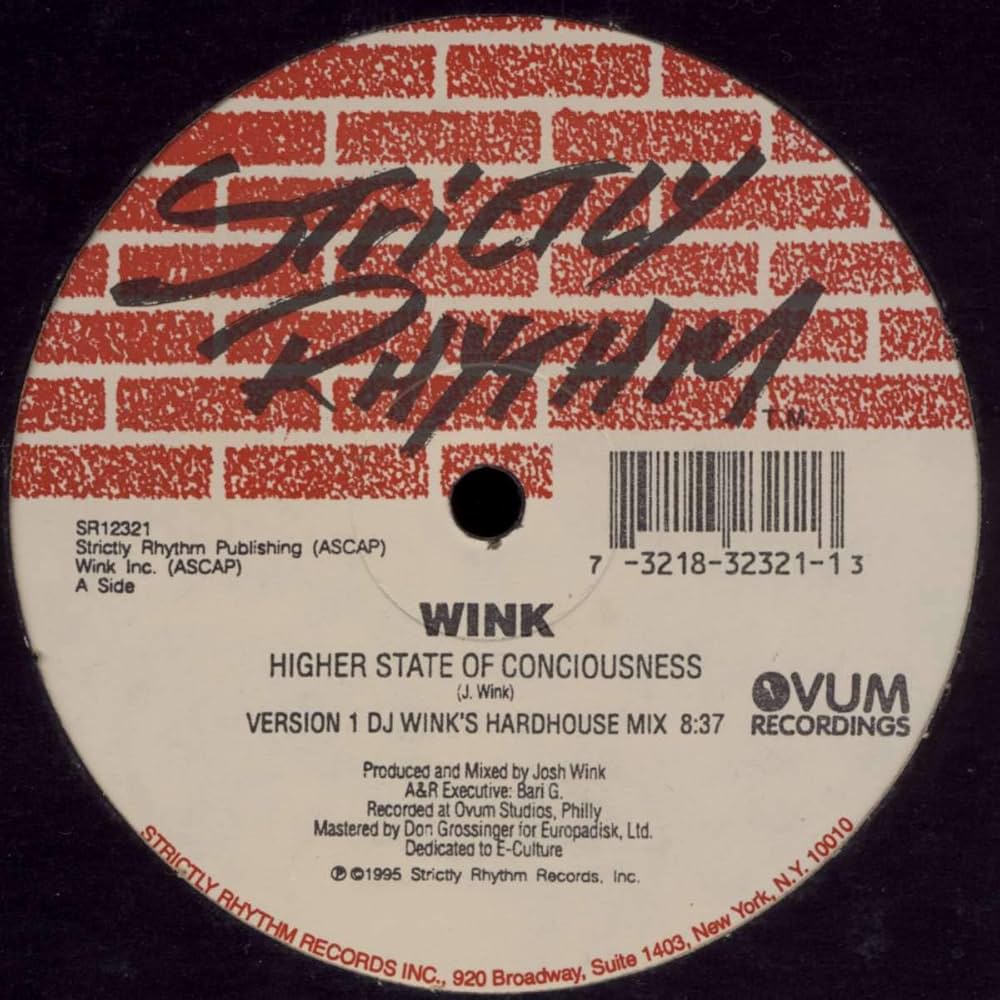 STRICTLY
RHYTHM
T.M.
SR12321
Strictly Rhythm Publishing (ASCAP)
Wink Inc. (ASCAP)
A Side
7 -3218-32321-1 3
WINK
HIGHER STATE OF CONCIOUSNESS
(J. Wink)
VERSION 1 DJ WINK'S HARDHOUSE MIX 8:37
OVUM
RECORDINGS
Produced and Mixed by Josh Wink
A&R Executive: Bari G.
Recorded at Ovum Studios, Philly
Mastered by Don Grossinger for Europadisk, Ltd.
Dedicated to E-Culture
℗ ©1995 Strictly Rhythm Records, Inc.
STRICTLY RHYTHM RECORDS INC., 920 Broadway, Suite 1403, New York, N.Y. 10010